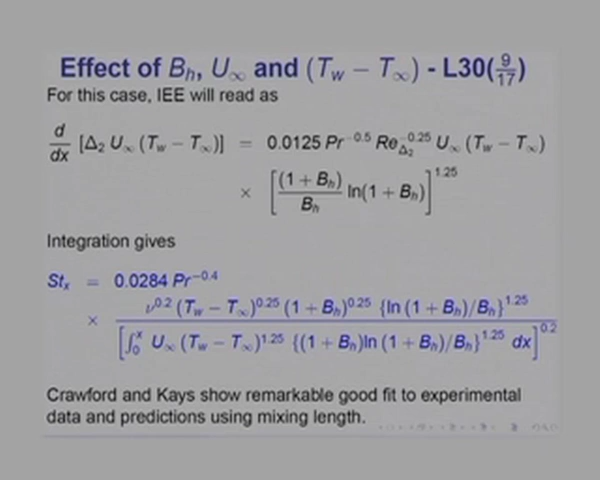 Effect of B_h, U_∞ and (T_w − T_∞) - L30(9/17)
For this case, IEE will read as
d/dx [Δ₂ U_∞ (T_w − T_∞)] = 0.0125 Pr^−0.5 Re_Δ₂^−0.25 U_∞ (T_w − T_∞)
× [(1 + B_h)/B_h ln(1 + B_h)]^1.25
Integration gives
St_x = 0.0284 Pr^−0.4
× ν^0.2 (T_w − T_∞)^0.25 (1 + B_h)^0.25 {ln (1 + B_h)/B_h}^1.25
[∫₀^x U_∞ (T_w − T_∞)^1.25 {(1 + B_h)ln (1 + B_h)/B_h}^1.25 dx]^0.2
Crawford and Kays show remarkable good fit to experimental
data and predictions using mixing length.